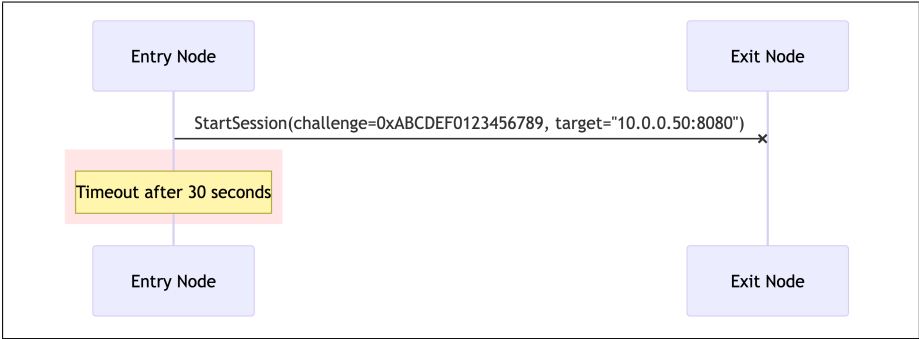 Entry Node
Exit Node
StartSession(challenge=0xABCDEF0123456789, target="10.0.0.50:8080")
Timeout after 30 seconds
Entry Node
Exit Node